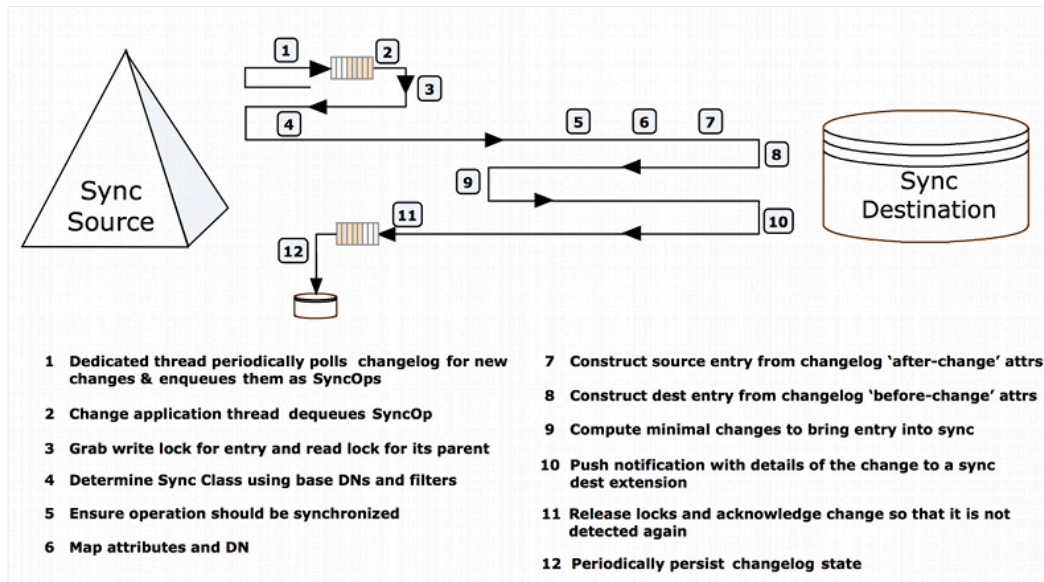 1
2
3
4
5
6
7
8
9
10
11
12
Sync
Source
Sync
Destination
1 Dedicated thread periodically polls changelog for new
changes & enqueues them as SyncOps
2 Change application thread dequeues SyncOp
3 Grab write lock for entry and read lock for its parent
4 Determine Sync Class using base DNs and filters
5 Ensure operation should be synchronized
6 Map attributes and DN
7 Construct source entry from changelog ‘after-change’ attrs
8 Construct dest entry from changelog ‘before-change’ attrs
9 Compute minimal changes to bring entry into sync
10 Push notification with details of the change to a sync
dest extension
11 Release locks and acknowledge change so that it is not
detected again
12 Periodically persist changelog state